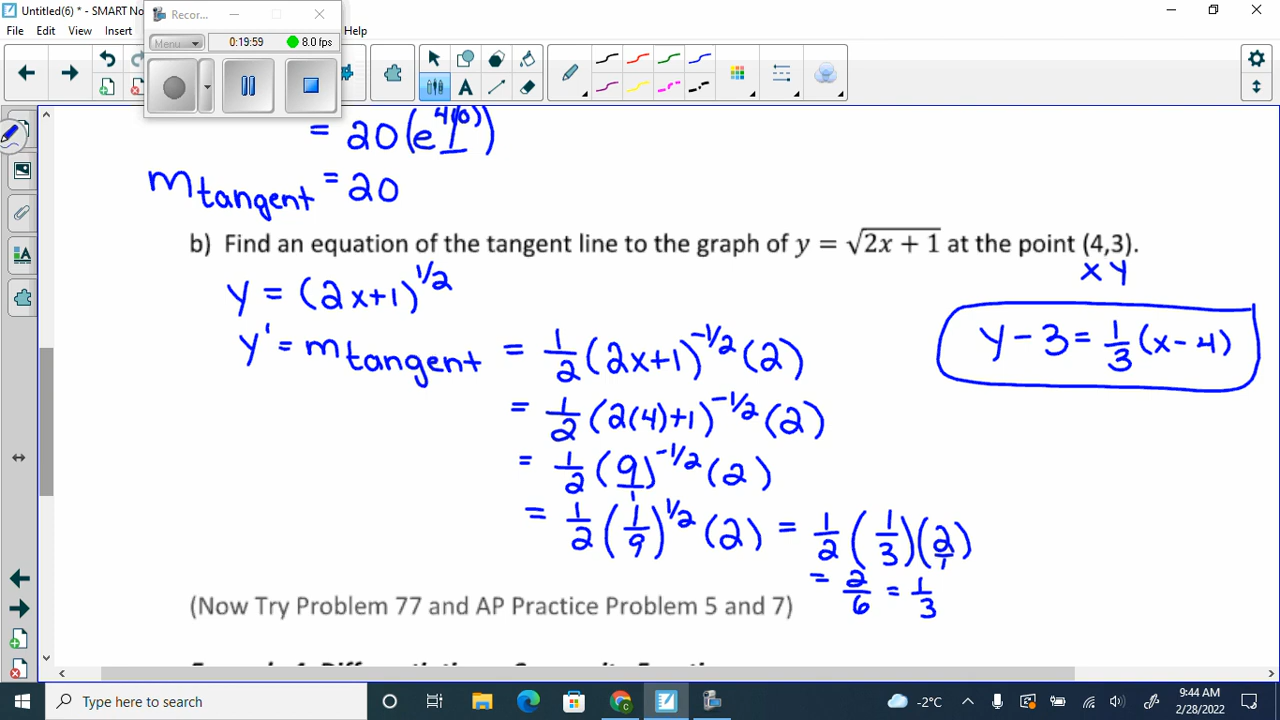 Untitled(6) * - SMART No
Recor...
File Edit View Insert Help
Menu 0:19:59 8.0 fps
= 20(e^4(0))
1
m tangent = 20
b) Find an equation of the tangent line to the graph of y = √2x + 1 at the point (4,3).
x y
y = (2x+1)^1/2
y - 3 = 1/3 (x - 4)
y' = m tangent = 1/2 (2x+1)^-1/2 (2)
= 1/2 (2(4)+1)^-1/2 (2)
= 1/2 (9/1)^-1/2 (2)
= 1/2 (1/9)^1/2 (2) = 1/2 (1/3)(2/1)
= 2/6 = 1/3
(Now Try Problem 77 and AP Practice Problem 5 and 7)
Type here to search
-2°C
9:44 AM
2/28/2022